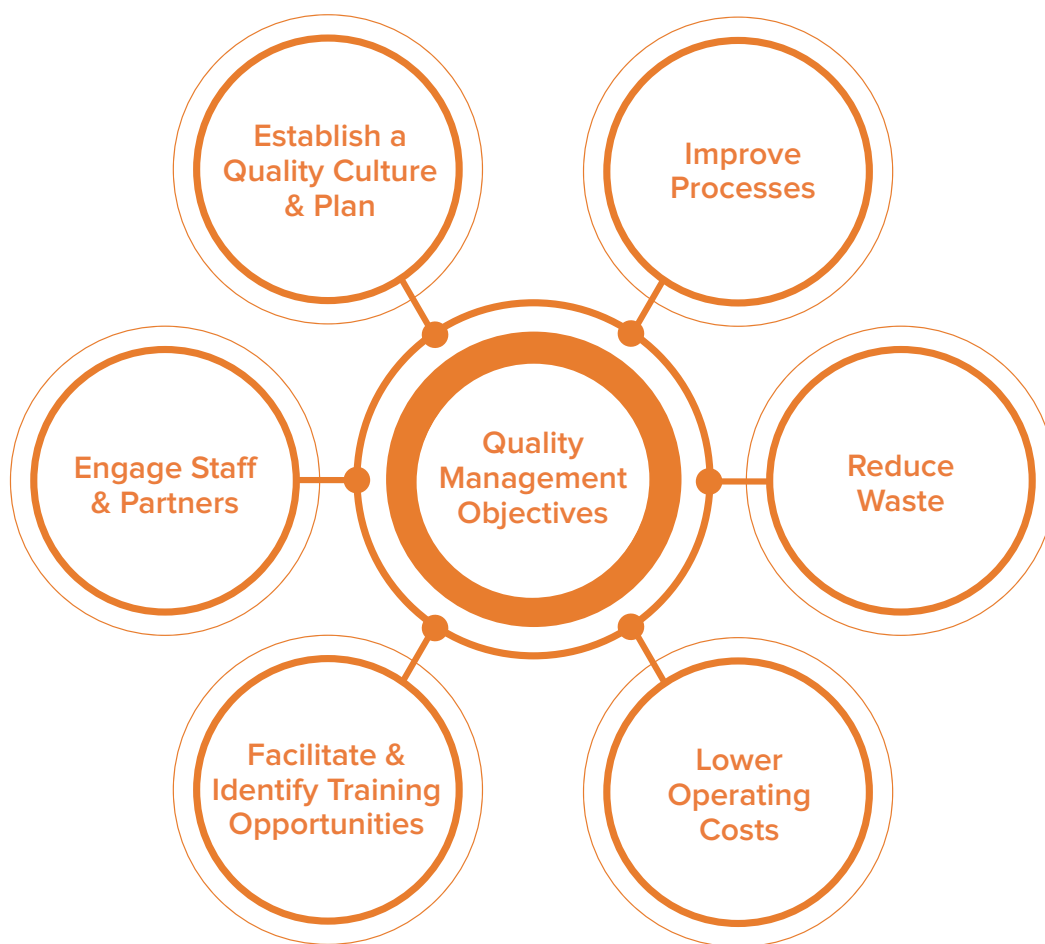 Establish a
Quality Culture
& Plan
Improve
Processes
Engage Staff
& Partners
Quality
Management
Objectives
Reduce
Waste
Facilitate &
Identify Training
Opportunities
Lower
Operating
Costs